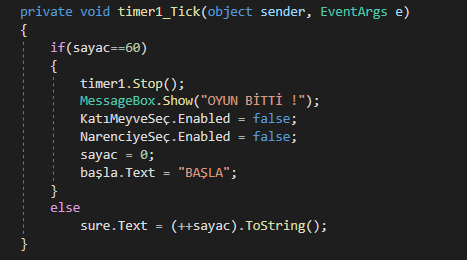 private void timer1_Tick(object sender, EventArgs e)
{
if(sayac==60)
{
timer1.Stop();
MessageBox.Show("OYUN BİTTİ !");
KatıMeyveSeç.Enabled = false;
NarenciyeSeç.Enabled = false;
sayac = 0;
başla.Text = "BAŞLA";
}
else
sure.Text = (++sayac).ToString();
}